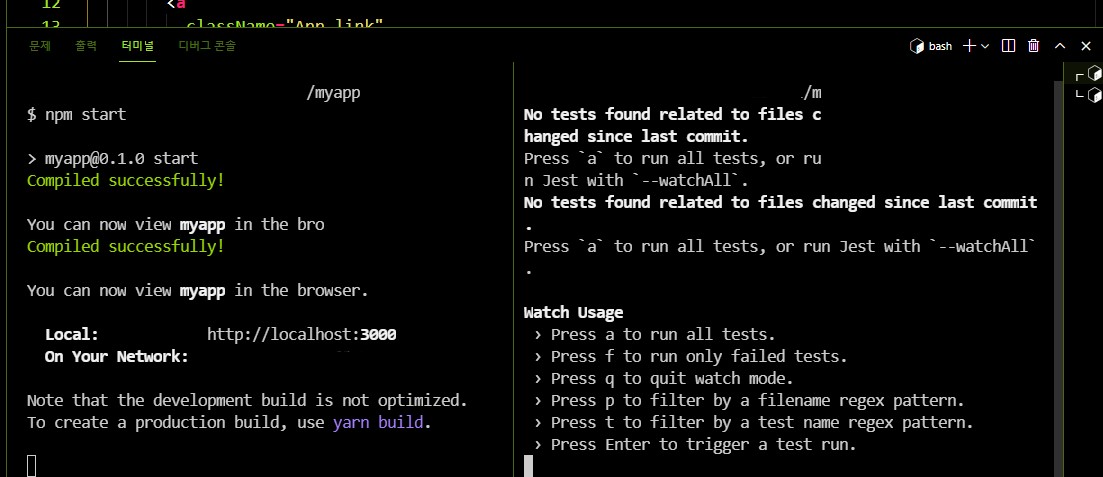 12 <a
13 className="App-link"
문제 출력 터미널 디버그 콘솔 bash
/myapp
$ npm start
> myapp@0.1.0 start
Compiled successfully!
You can now view myapp in the bro
Compiled successfully!
You can now view myapp in the browser.
Local: http://localhost:3000
On Your Network:
Note that the development build is not optimized.
To create a production build, use yarn build.
./m
No tests found related to files c
hanged since last commit.
Press `a` to run all tests, or ru
n Jest with `--watchAll`.
No tests found related to files changed since last commit
.
Press `a` to run all tests, or run Jest with `--watchAll`
.
Watch Usage
› Press a to run all tests.
› Press f to run only failed tests.
› Press q to quit watch mode.
› Press p to filter by a filename regex pattern.
› Press t to filter by a test name regex pattern.
› Press Enter to trigger a test run.